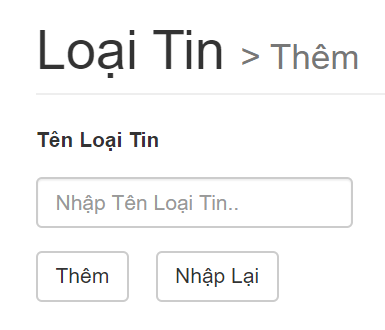 Loại Tin > Thêm
Tên Loại Tin
Nhập Tên Loại Tin..
Thêm Nhập Lại